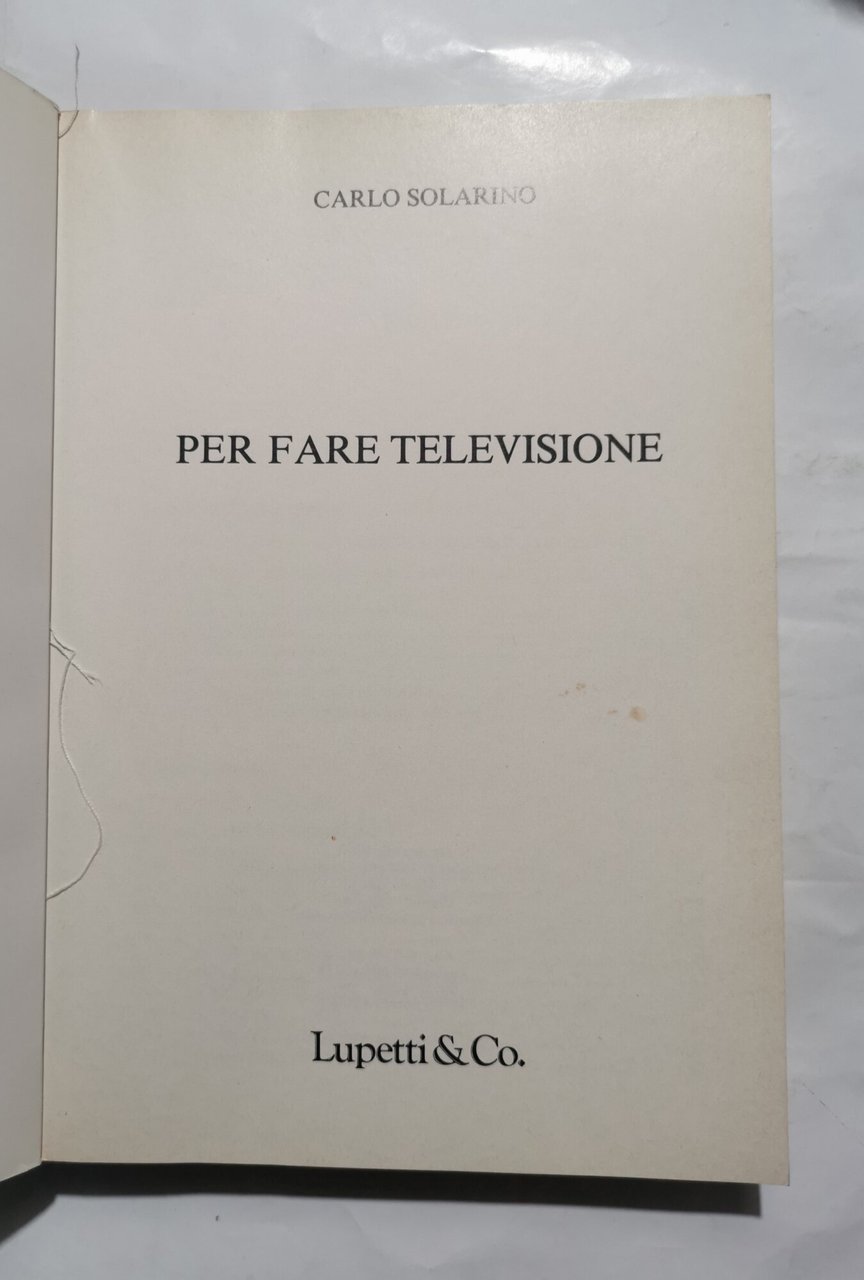 CARLO SOLARINO
PER FARE TELEVISIONE
Lupetti & Co.